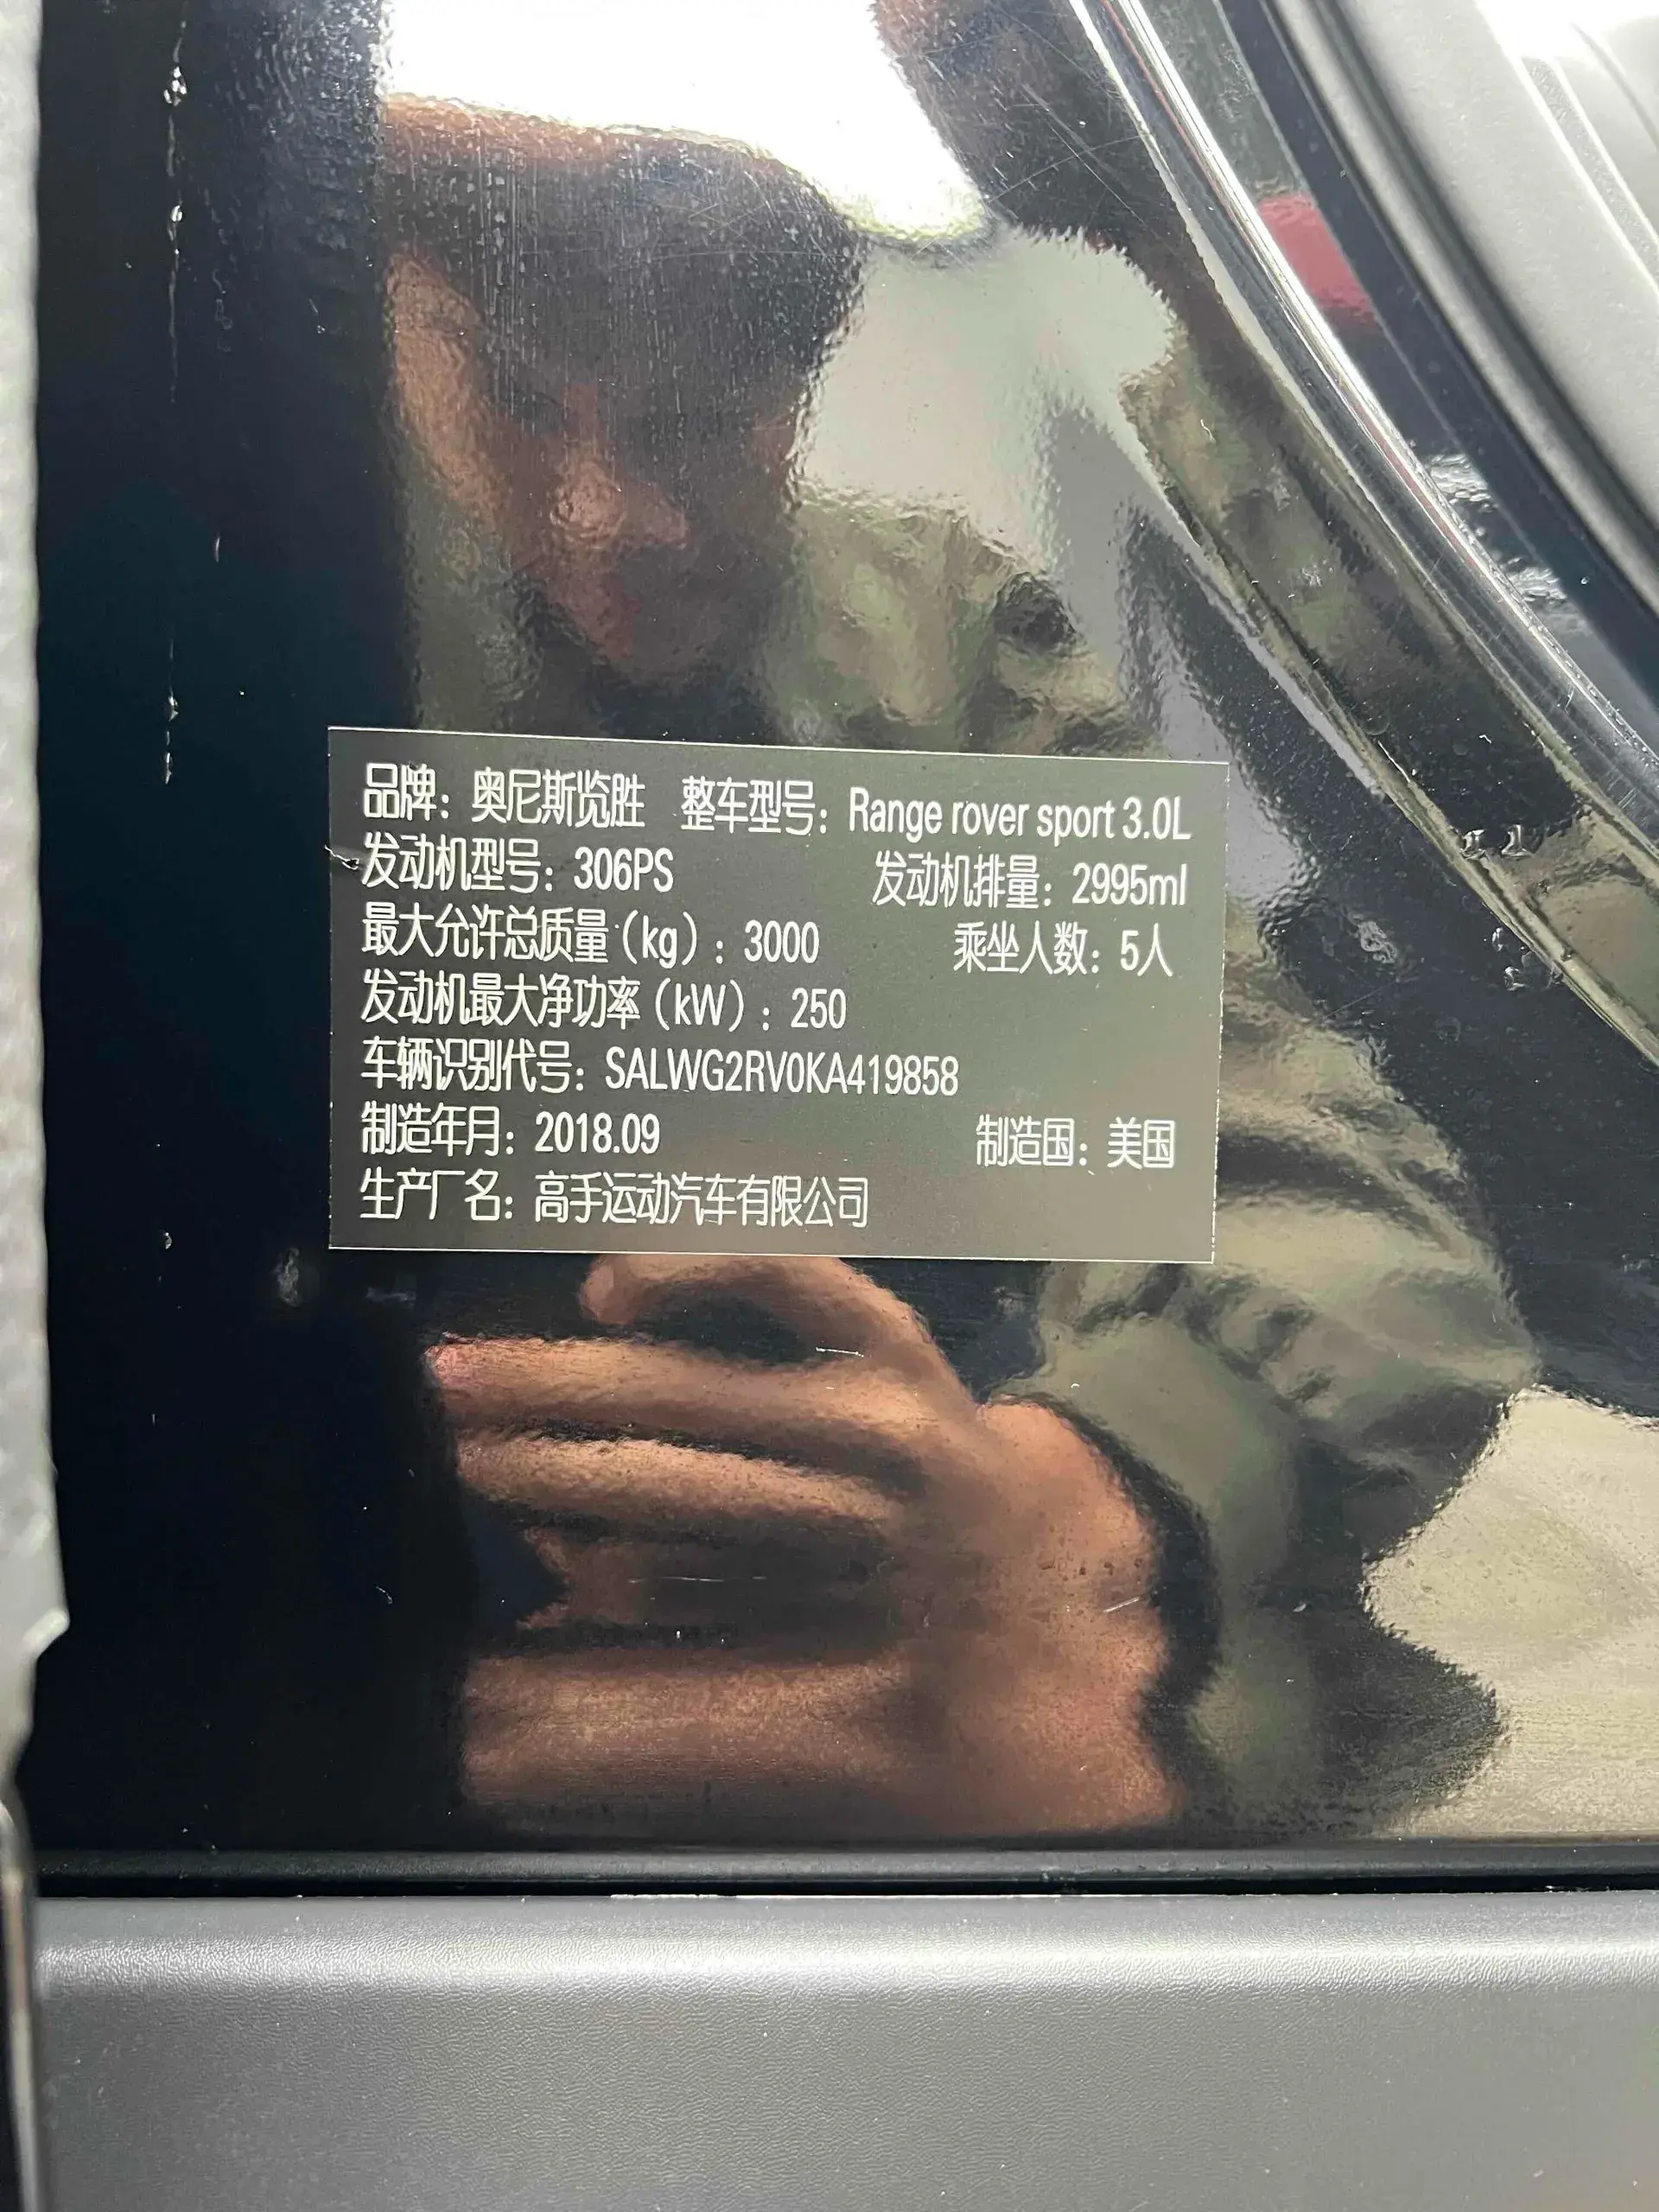 品牌：奥尼斯览胜 整车型号：Range rover sport 3.0L
发动机型号：306PS 发动机排量：2995ml
最大允许总质量（kg）：3000 乘坐人数：5人
发动机最大净功率（kW）：250
车辆识别代号：SALWG2RV0KA419858
制造年月：2018.09 制造国：美国
生产厂名：高手运动汽车有限公司